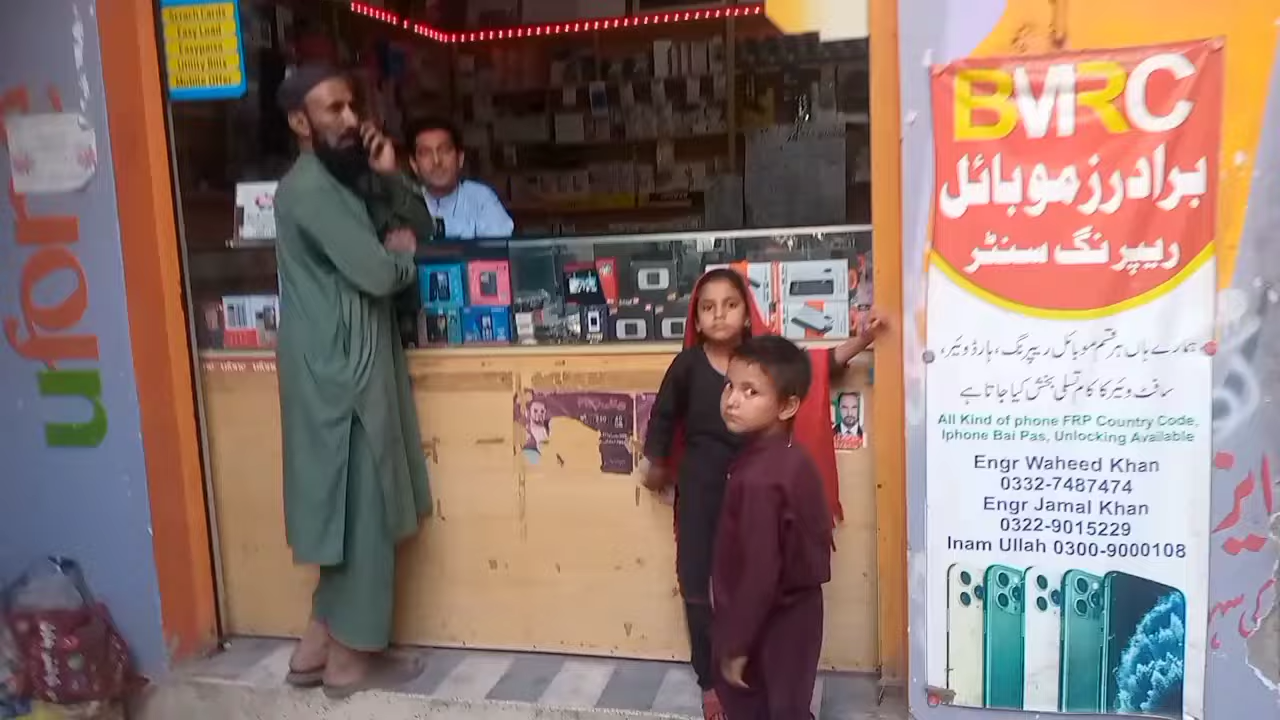 Scratch Cards
Easy Load
Easypaisa
Utility Bills
Mobile Offer
ufone
BMRC
برادرز موبائل
ریپرنگ سنٹر
ہمارے ہاں ہر قسم موبائل ریپرنگ، ہارڈ ویئر،
سافٹ ویئر کا کام تسلی بخش کیا جاتا ہے
All Kind of phone FRP Country Code,
Iphone Bai Pas, Unlocking Available
Engr Waheed Khan
0332-7487474
Engr Jamal Khan
0322-9015229
Inam Ullah 0300-9000108